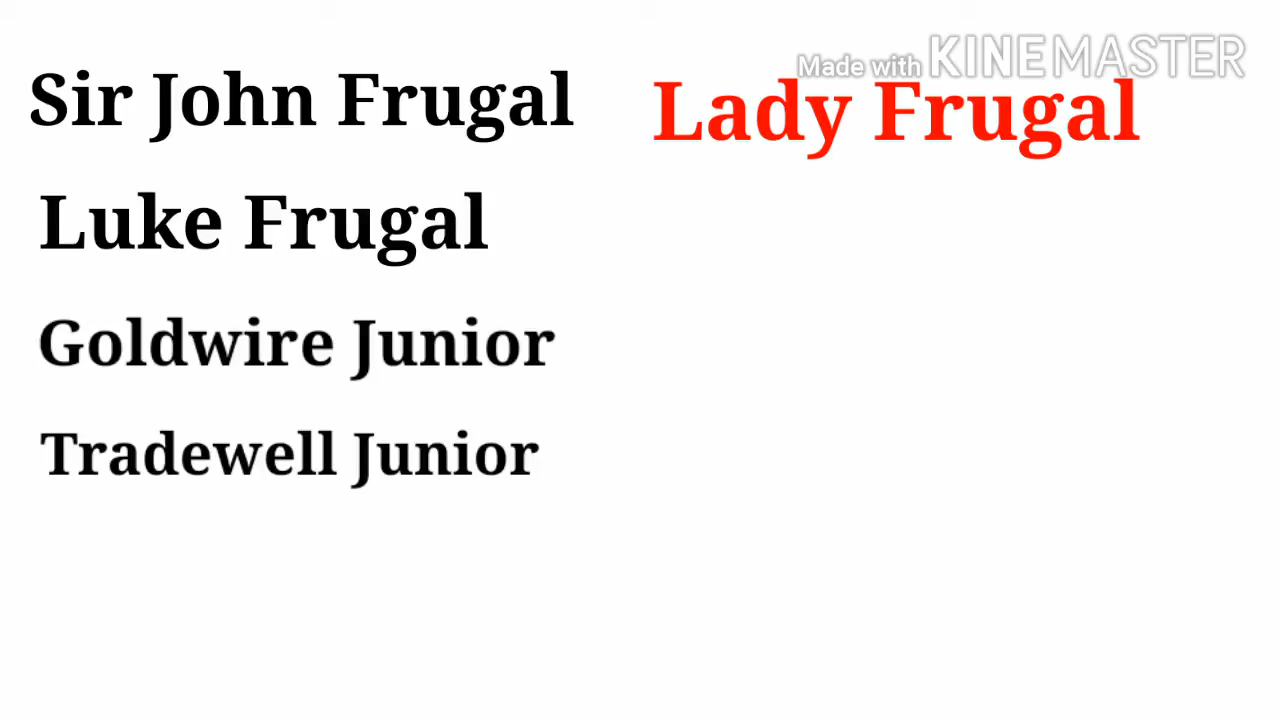 Made with KINEMASTER
Sir John Frugal
Lady Frugal
Luke Frugal
Goldwire Junior
Tradewell Junior